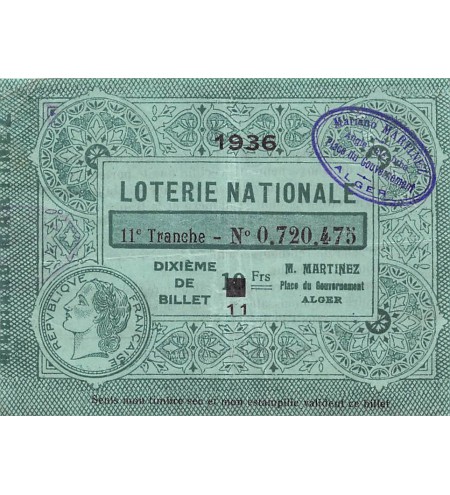 1936
LOTERIE NATIONALE
11e Tranche - No 0,720,475
DIXIÈME
DE
BILLET
10 Frs
11
M. MARTINEZ
Place du Gouvernement
ALGER
RÉPUBLIQUE FRANÇAISE
Mariano MARTINEZ
Place du Gouvernement
ALGER
Seuls mon timbre sec et mon estampille valident ce billet